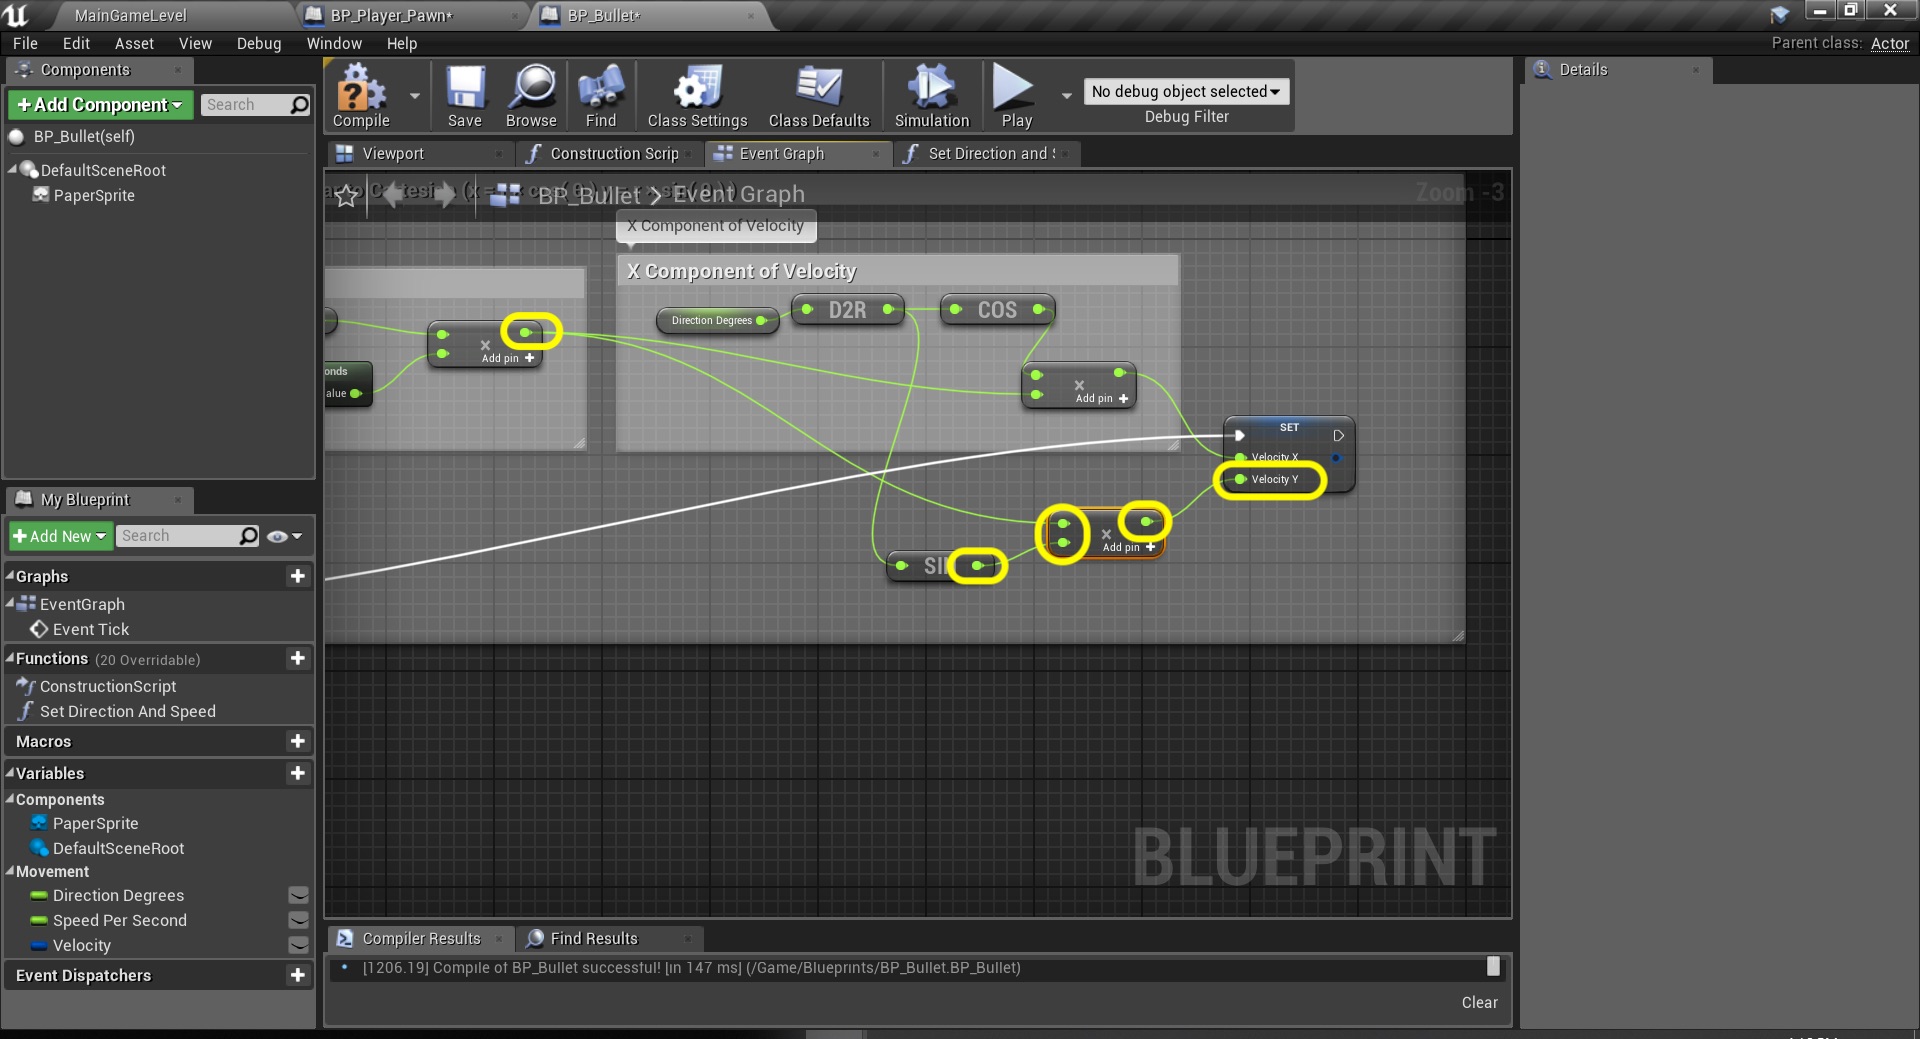 MainGameLevel
BP_Player_Pawn*
BP_Bullet*
File Edit Asset View Debug Window Help
Parent class: Actor
Components
+Add Component
Search
BP_Bullet(self)
DefaultSceneRoot
PaperSprite
Compile
Save
Browse
Find
Class Settings
Class Defaults
Simulation
Play
No debug object selected
Debug Filter
Details
Viewport
Construction Scrip
Event Graph
Set Direction and
BP_Bullet > Event Graph
Zoom -3
X Component of Velocity
X Component of Velocity
Direction Degrees
D2R
COS
×
Add pin +
onds
alue
×
Add pin +
SET
Velocity X
Velocity Y
×
Add pin +
SI
BLUEPRINT
My Blueprint
+Add New
Search
Graphs
EventGraph
Event Tick
Functions (20 Overridable)
ConstructionScript
Set Direction And Speed
Macros
Variables
Components
PaperSprite
DefaultSceneRoot
Movement
Direction Degrees
Speed Per Second
Velocity
Event Dispatchers
Compiler Results
Find Results
[1206.19] Compile of BP_Bullet successful! [in 147 ms] (/Game/Blueprints/BP_Bullet.BP_Bullet)
Clear